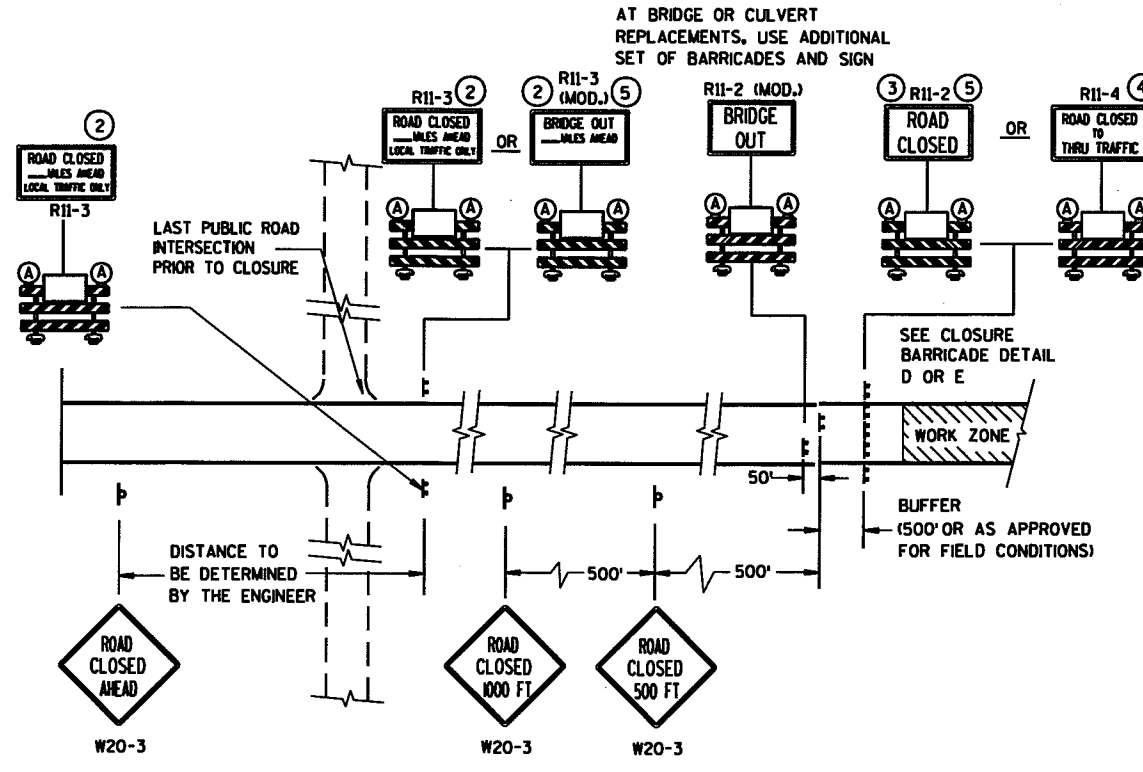 AT BRIDGE OR CULVERT
REPLACEMENTS, USE ADDITIONAL
SET OF BARRICADES AND SIGN
2
ROAD CLOSED
___MILES AHEAD
LOCAL TRAFFIC ONLY
R11-3
A A
R11-3 2
ROAD CLOSED
___MILES AHEAD
LOCAL TRAFFIC ONLY
A A
OR
2 R11-3 (MOD.) 5
BRIDGE OUT
___MILES AHEAD
A A
R11-2 (MOD.)
BRIDGE
OUT
A A
3 R11-2 5
ROAD
CLOSED
A A
OR
R11-4 4
ROAD CLOSED
TO
THRU TRAFFIC
A A
LAST PUBLIC ROAD
INTERSECTION
PRIOR TO CLOSURE
SEE CLOSURE
BARRICADE DETAIL
D OR E
WORK ZONE
50'
BUFFER
(500' OR AS APPROVED
FOR FIELD CONDITIONS)
DISTANCE TO
BE DETERMINED
BY THE ENGINEER
500'
500'
ROAD
CLOSED
AHEAD
W20-3
ROAD
CLOSED
1000 FT
W20-3
ROAD
CLOSED
500 FT
W20-3